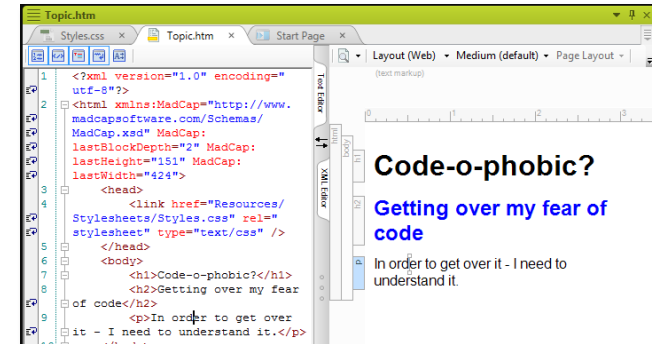 Topic.htm
Styles.css x Topic.htm x Start Page x
Layout (Web) Medium (default) Page Layout
(text markup)
0 1 2 3
Text Editor
XML Editor
1 <?xml version="1.0" encoding="
utf-8"?>
2 <html xmlns:MadCap="http://www.
madcapsoftware.com/Schemas/
MadCap.xsd" MadCap:
lastBlockDepth="2" MadCap:
lastHeight="151" MadCap:
lastWidth="424">
3 <head>
4 <link href="Resources/
Stylesheets/Styles.css" rel="
stylesheet" type="text/css" />
5 </head>
6 <body>
7 <h1>Code-o-phobic?</h1>
8 <h2>Getting over my fear
of code</h2>
9 <p>In order to get over
it - I need to understand it.</p>
html
body
h1
Code-o-phobic?
h2
Getting over my fear of
code
p
In order to get over it - I need to
understand it.